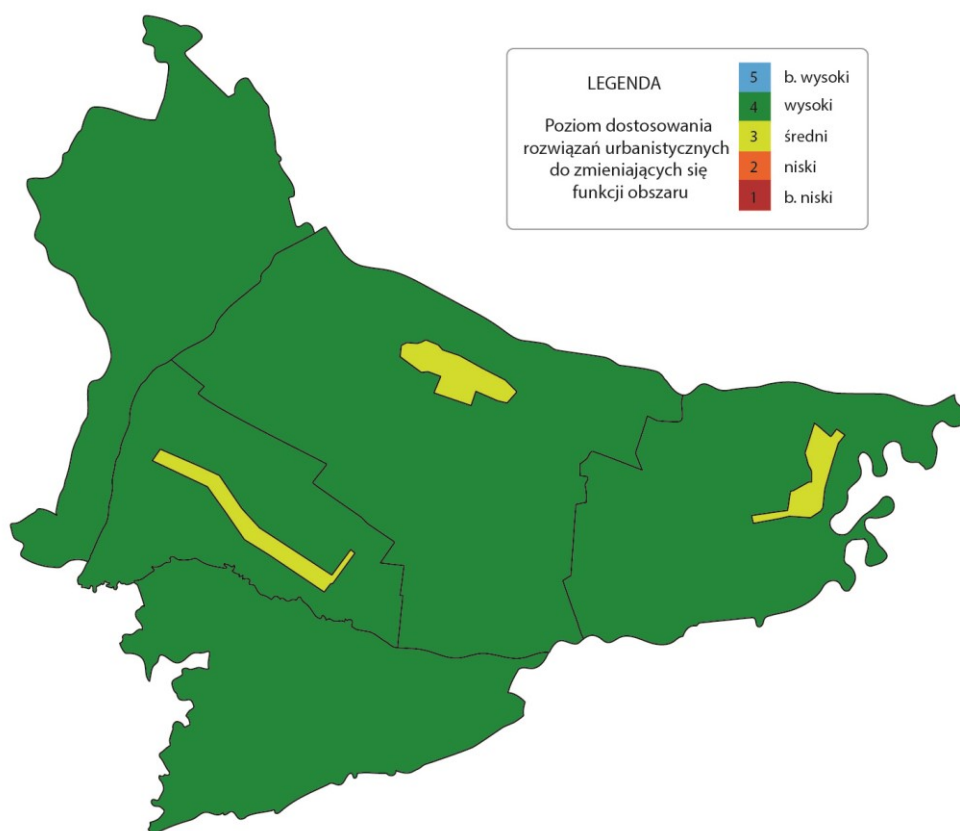 LEGENDA
Poziom dostosowania
rozwiązań urbanistycznych
do zmieniających się
funkcji obszaru
5 b. wysoki
4 wysoki
3 średni
2 niski
1 b. niski